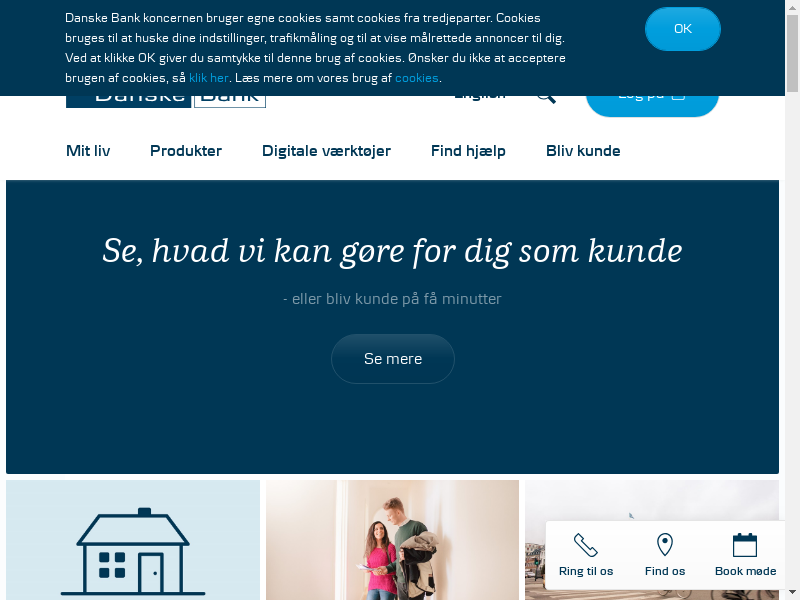 Danske Bank koncernen bruger egne cookies samt cookies fra tredjeparter. Cookies
bruges til at huske dine indstillinger, trafikmåling og til at vise målrettede annoncer til dig.
Ved at klikke OK giver du samtykke til denne brug af cookies. Ønsker du ikke at acceptere
brugen af cookies, så klik her. Læs mere om vores brug af cookies.
OK
Danske Bank
English
Log på
Mit liv
Produkter
Digitale værktøjer
Find hjælp
Bliv kunde
Se, hvad vi kan gøre for dig som kunde
- eller bliv kunde på få minutter
Se mere
Ring til os
Find os
Book møde